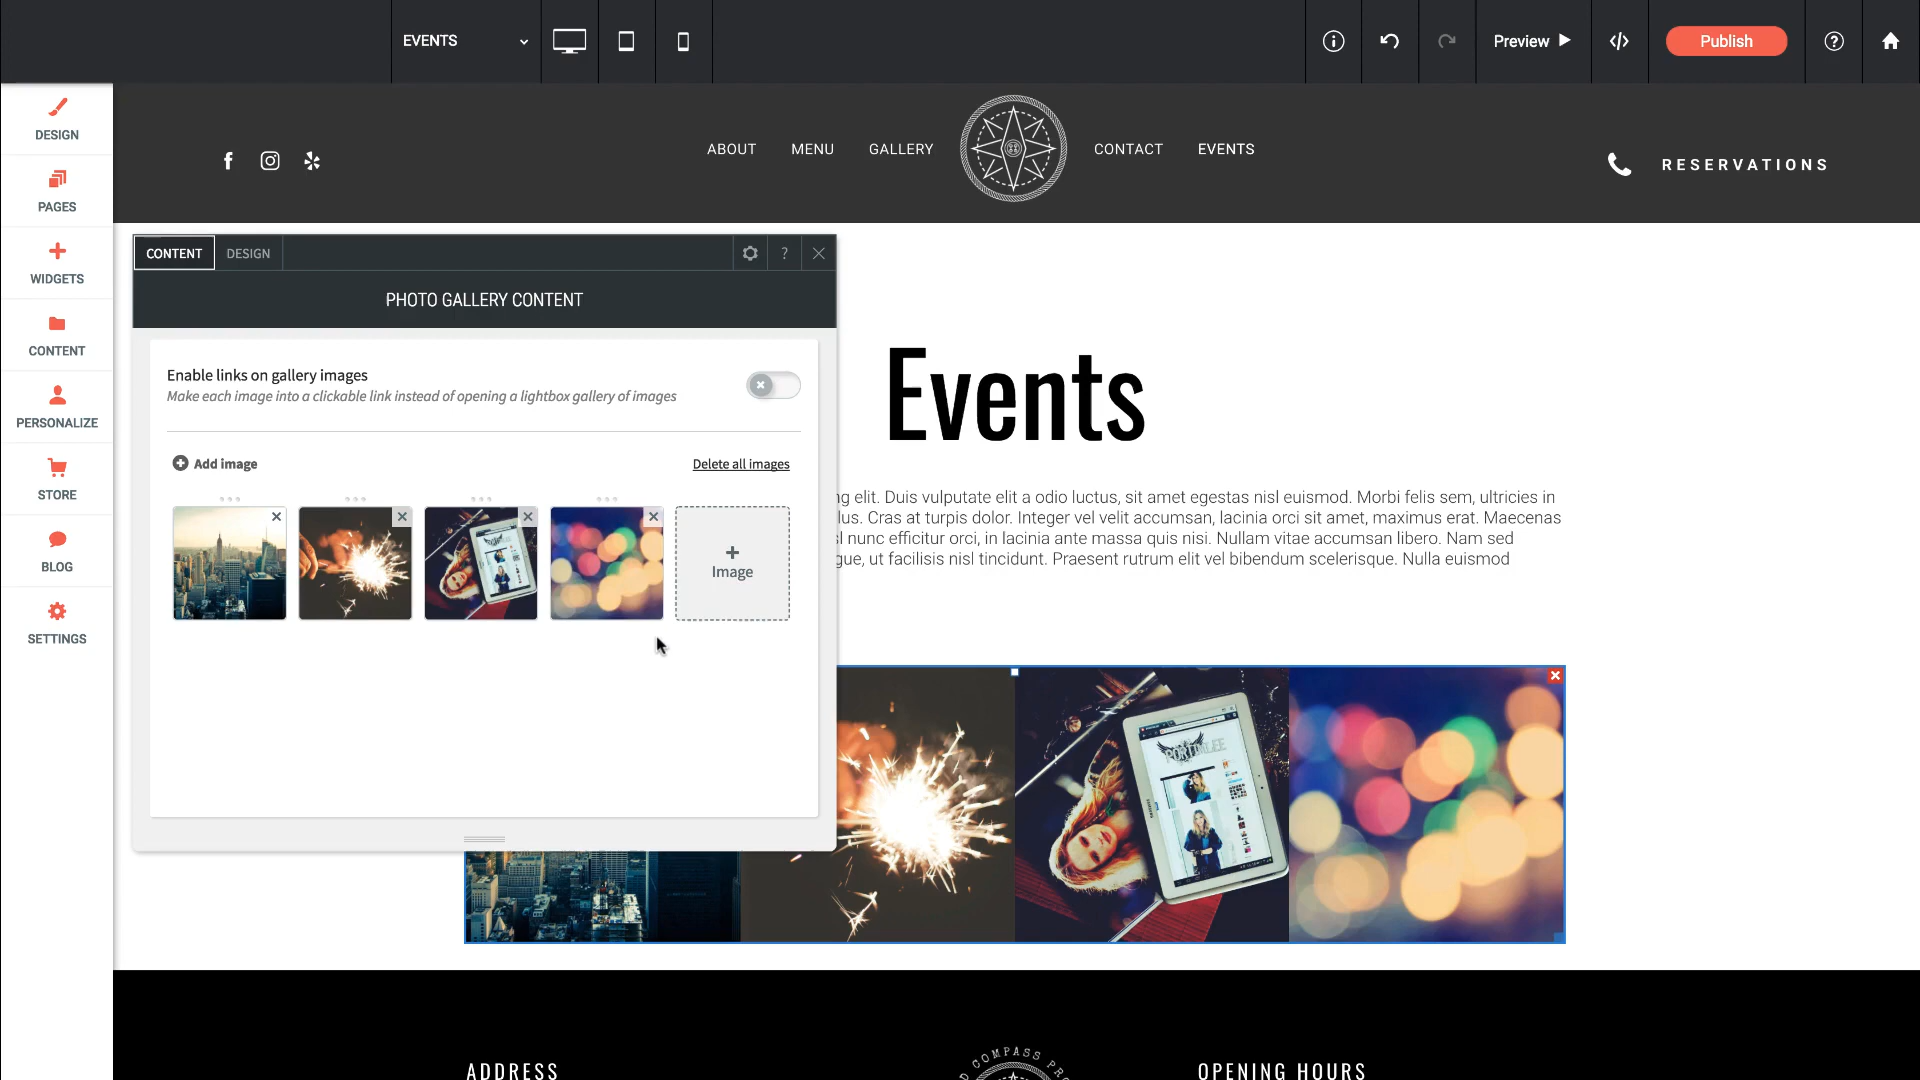 EVENTS
Preview
</>
Publish
DESIGN
PAGES
WIDGETS
CONTENT
PERSONALIZE
STORE
BLOG
SETTINGS
f
ABOUT
MENU
GALLERY
CONTACT
EVENTS
RESERVATIONS
CONTENT
DESIGN
?
PHOTO GALLERY CONTENT
Enable links on gallery images
Make each image into a clickable link instead of opening a lightbox gallery of images
Add image
Delete all images
+
Image
Events
ng elit. Duis vulputate elit a odio luctus, sit amet egestas nisl euismod. Morbi felis sem, ultricies in
lus. Cras at turpis dolor. Integer vel velit accumsan, lacinia orci sit amet, maximus erat. Maecenas
l nunc efficitur orci, in lacinia ante massa quis nisi. Nullam vitae accumsan libero. Nam sed
gue, ut facilisis nisl tincidunt. Praesent rutrum elit vel bibendum scelerisque. Nulla euismod
ADDRESS
COMPASS
OPENING HOURS